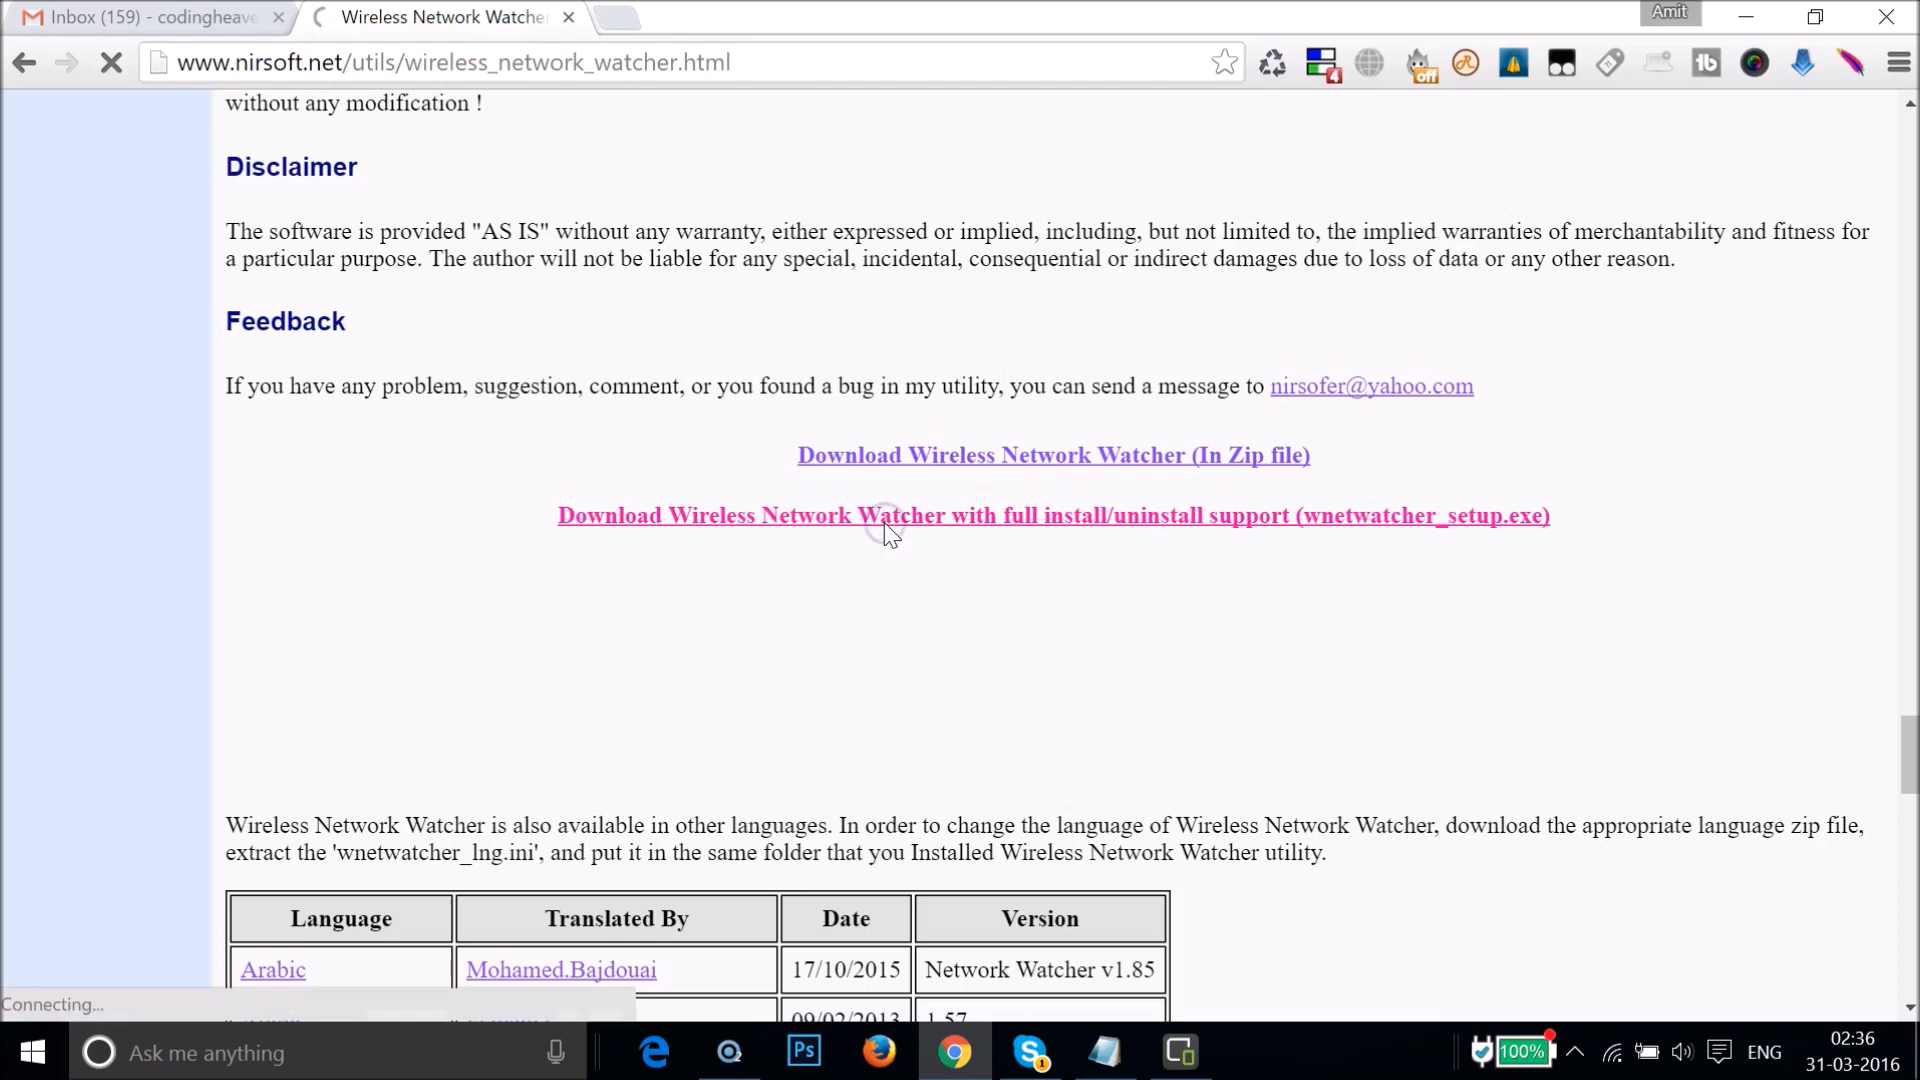 Inbox (159) - codingheave
Wireless Network Watche
Amit
www.nirsoft.net/utils/wireless_network_watcher.html
4
off
without any modification !
Disclaimer
The software is provided "AS IS" without any warranty, either expressed or implied, including, but not limited to, the implied warranties of merchantability and fitness for
a particular purpose. The author will not be liable for any special, incidental, consequential or indirect damages due to loss of data or any other reason.
Feedback
If you have any problem, suggestion, comment, or you found a bug in my utility, you can send a message to nirsofer@yahoo.com
Download Wireless Network Watcher (In Zip file)
Download Wireless Network Watcher with full install/uninstall support (wnetwatcher_setup.exe)
Wireless Network Watcher is also available in other languages. In order to change the language of Wireless Network Watcher, download the appropriate language zip file,
extract the 'wnetwatcher_lng.ini', and put it in the same folder that you Installed Wireless Network Watcher utility.
Language Translated By Date Version
Arabic Mohamed.Bajdouai 17/10/2015 Network Watcher v1.85
09/02/2013 1.57
Connecting...
Ask me anything
Ps
1
100%
ENG
02:36
31-03-2016